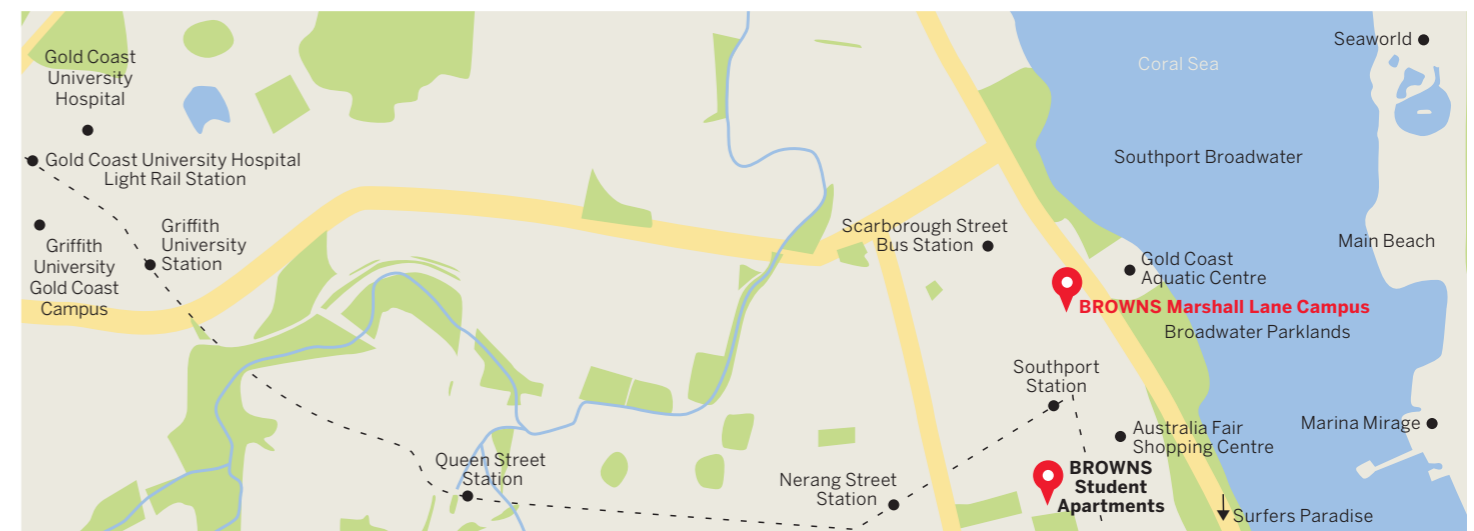 Gold Coast
University
Hospital
Gold Coast University Hospital
Light Rail Station
Griffith
University
Station
Griffith
University
Gold Coast
Campus
Queen Street
Station
Nerang Street
Station
Scarborough Street
Bus Station
Southport
Station
BROWNS
Student
Apartments
BROWNS Marshall Lane Campus
Gold Coast
Aquatic Centre
Broadwater Parklands
Australia Fair
Shopping Centre
Surfers Paradise
Coral Sea
Southport Broadwater
Seaworld
Main Beach
Marina Mirage